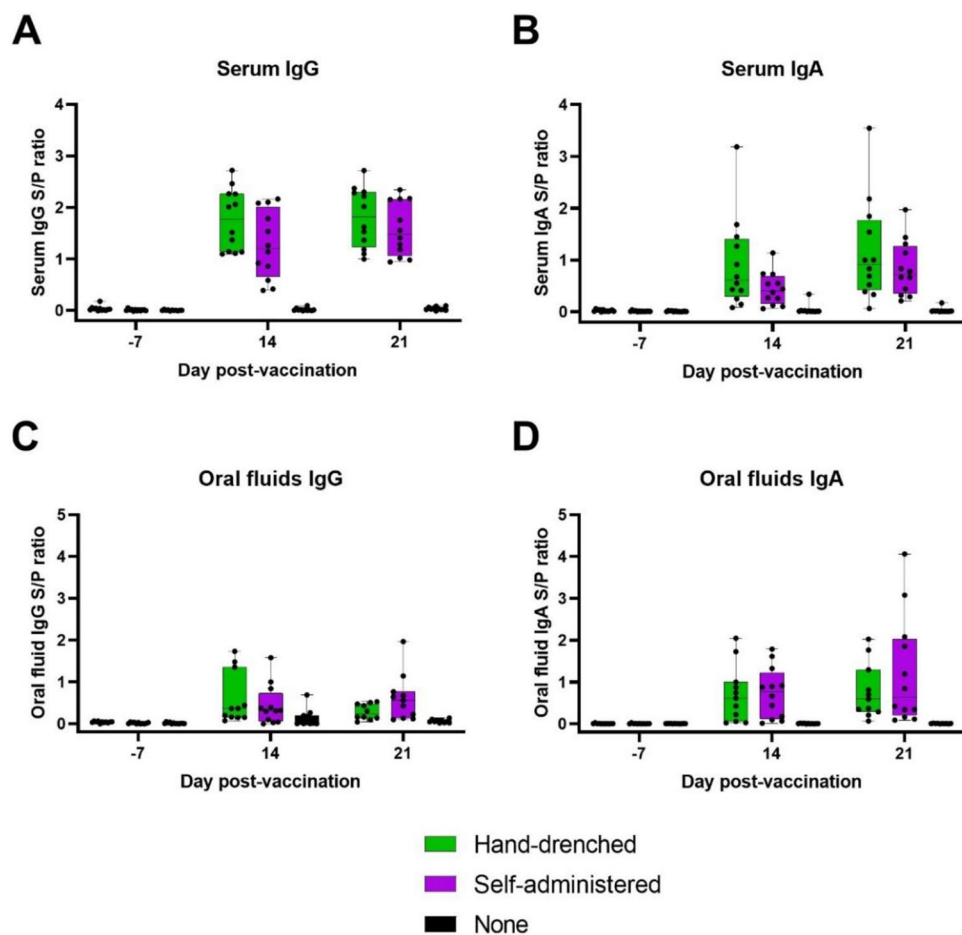 A
Serum IgG
Serum IgG S/P ratio
4
3
2
1
0
-7
14
21
Day post-vaccination
B
Serum IgA
Serum IgA S/P ratio
4
3
2
1
0
-7
14
21
Day post-vaccination
C
Oral fluids IgG
Oral fluid IgG S/P ratio
5
4
3
2
1
0
-7
14
21
Day post-vaccination
D
Oral fluids IgA
Oral fluid IgA S/P ratio
5
4
3
2
1
0
-7
14
21
Day post-vaccination
Hand-drenched
Self-administered
None